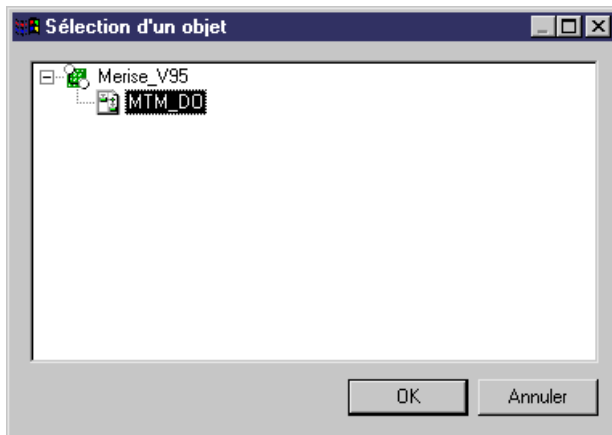 Sélection d'un objet
Merise_V95
MTM_DO
OK
Annuler